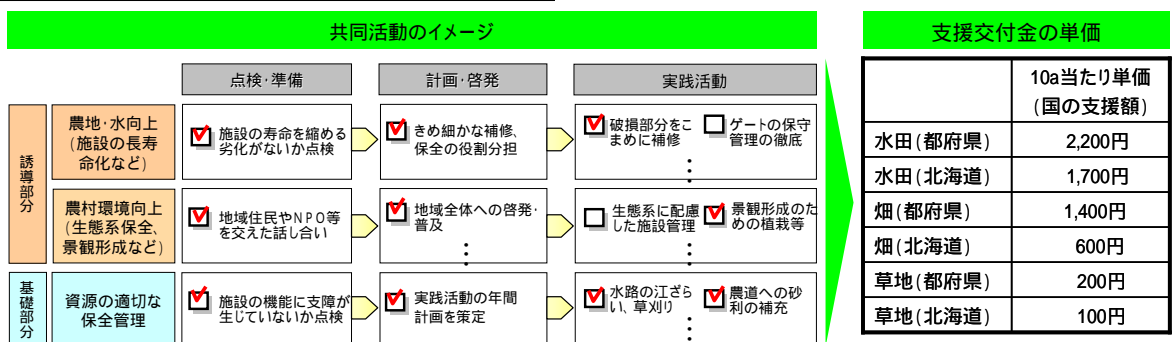 共同活動のイメージ
支援交付金の単価
点検・準備
計画・啓発
実践活動
誘導部分
農地・水向上
(施設の長寿
命化など)
施設の寿命を縮める
劣化がないか点検
きめ細かな補修、
保全の役割分担
破損部分をこ
まめに補修
ゲートの保守
管理の徹底
農村環境向上
(生態系保全、
景観形成など)
地域住民やNPO等
を交えた話し合い
地域全体への啓発・
普及
生態系に配慮
した施設管理
景観形成のた
めの植栽等
基礎部分
資源の適切な
保全管理
施設の機能に支障が
生じていないか点検
実践活動の年間
計画を策定
水路の江ざら
い、草刈り
農道への砂
利の補充
10a当たり単価
(国の支援額)
水田(都府県) 2,200円
水田(北海道) 1,700円
畑(都府県) 1,400円
畑(北海道) 600円
草地(都府県) 200円
草地(北海道) 100円